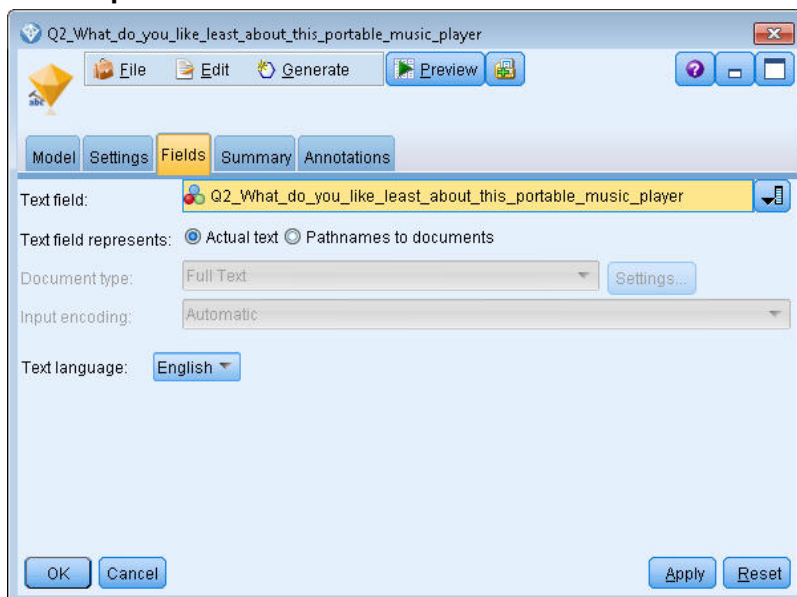 Q2_What_do_you_like_least_about_this_portable_music_player
File Edit Generate Preview
abc
Model Settings Fields Summary Annotations
Text field: Q2_What_do_you_like_least_about_this_portable_music_player
Text field represents: Actual text Pathnames to documents
Document type: Full Text Settings...
Input encoding: Automatic
Text language: English
OK Cancel Apply Reset